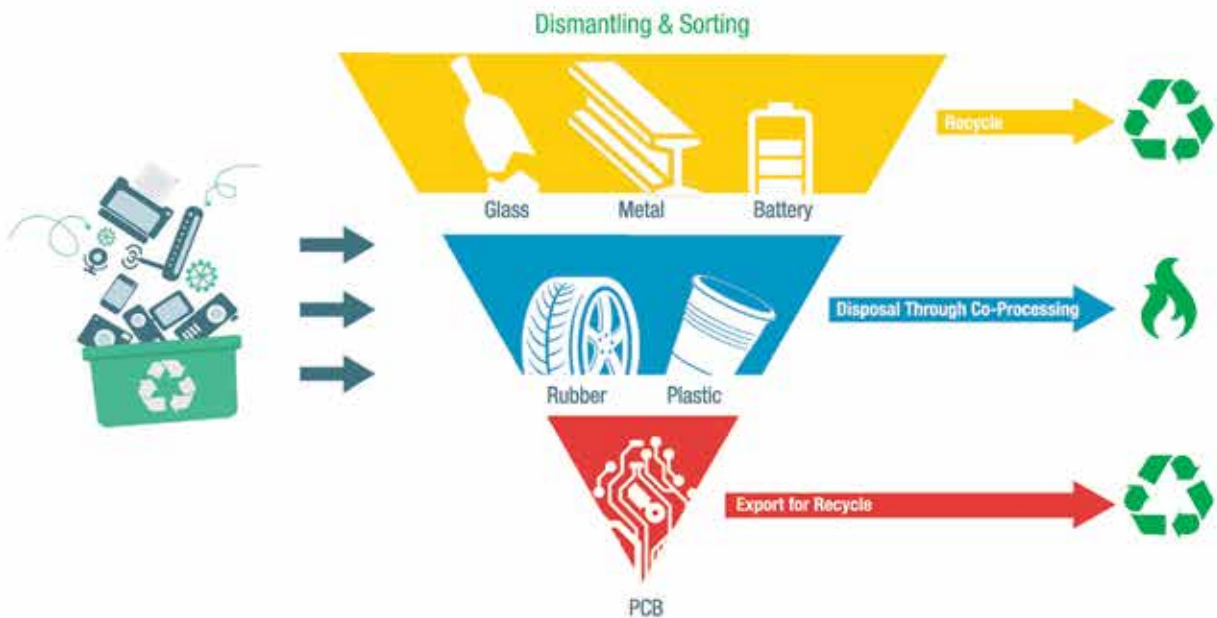 Dismantling & Sorting
Recycle
Glass Metal Battery
Disposal Through Co-Processing
Rubber Plastic
Export for Recycle
PCB